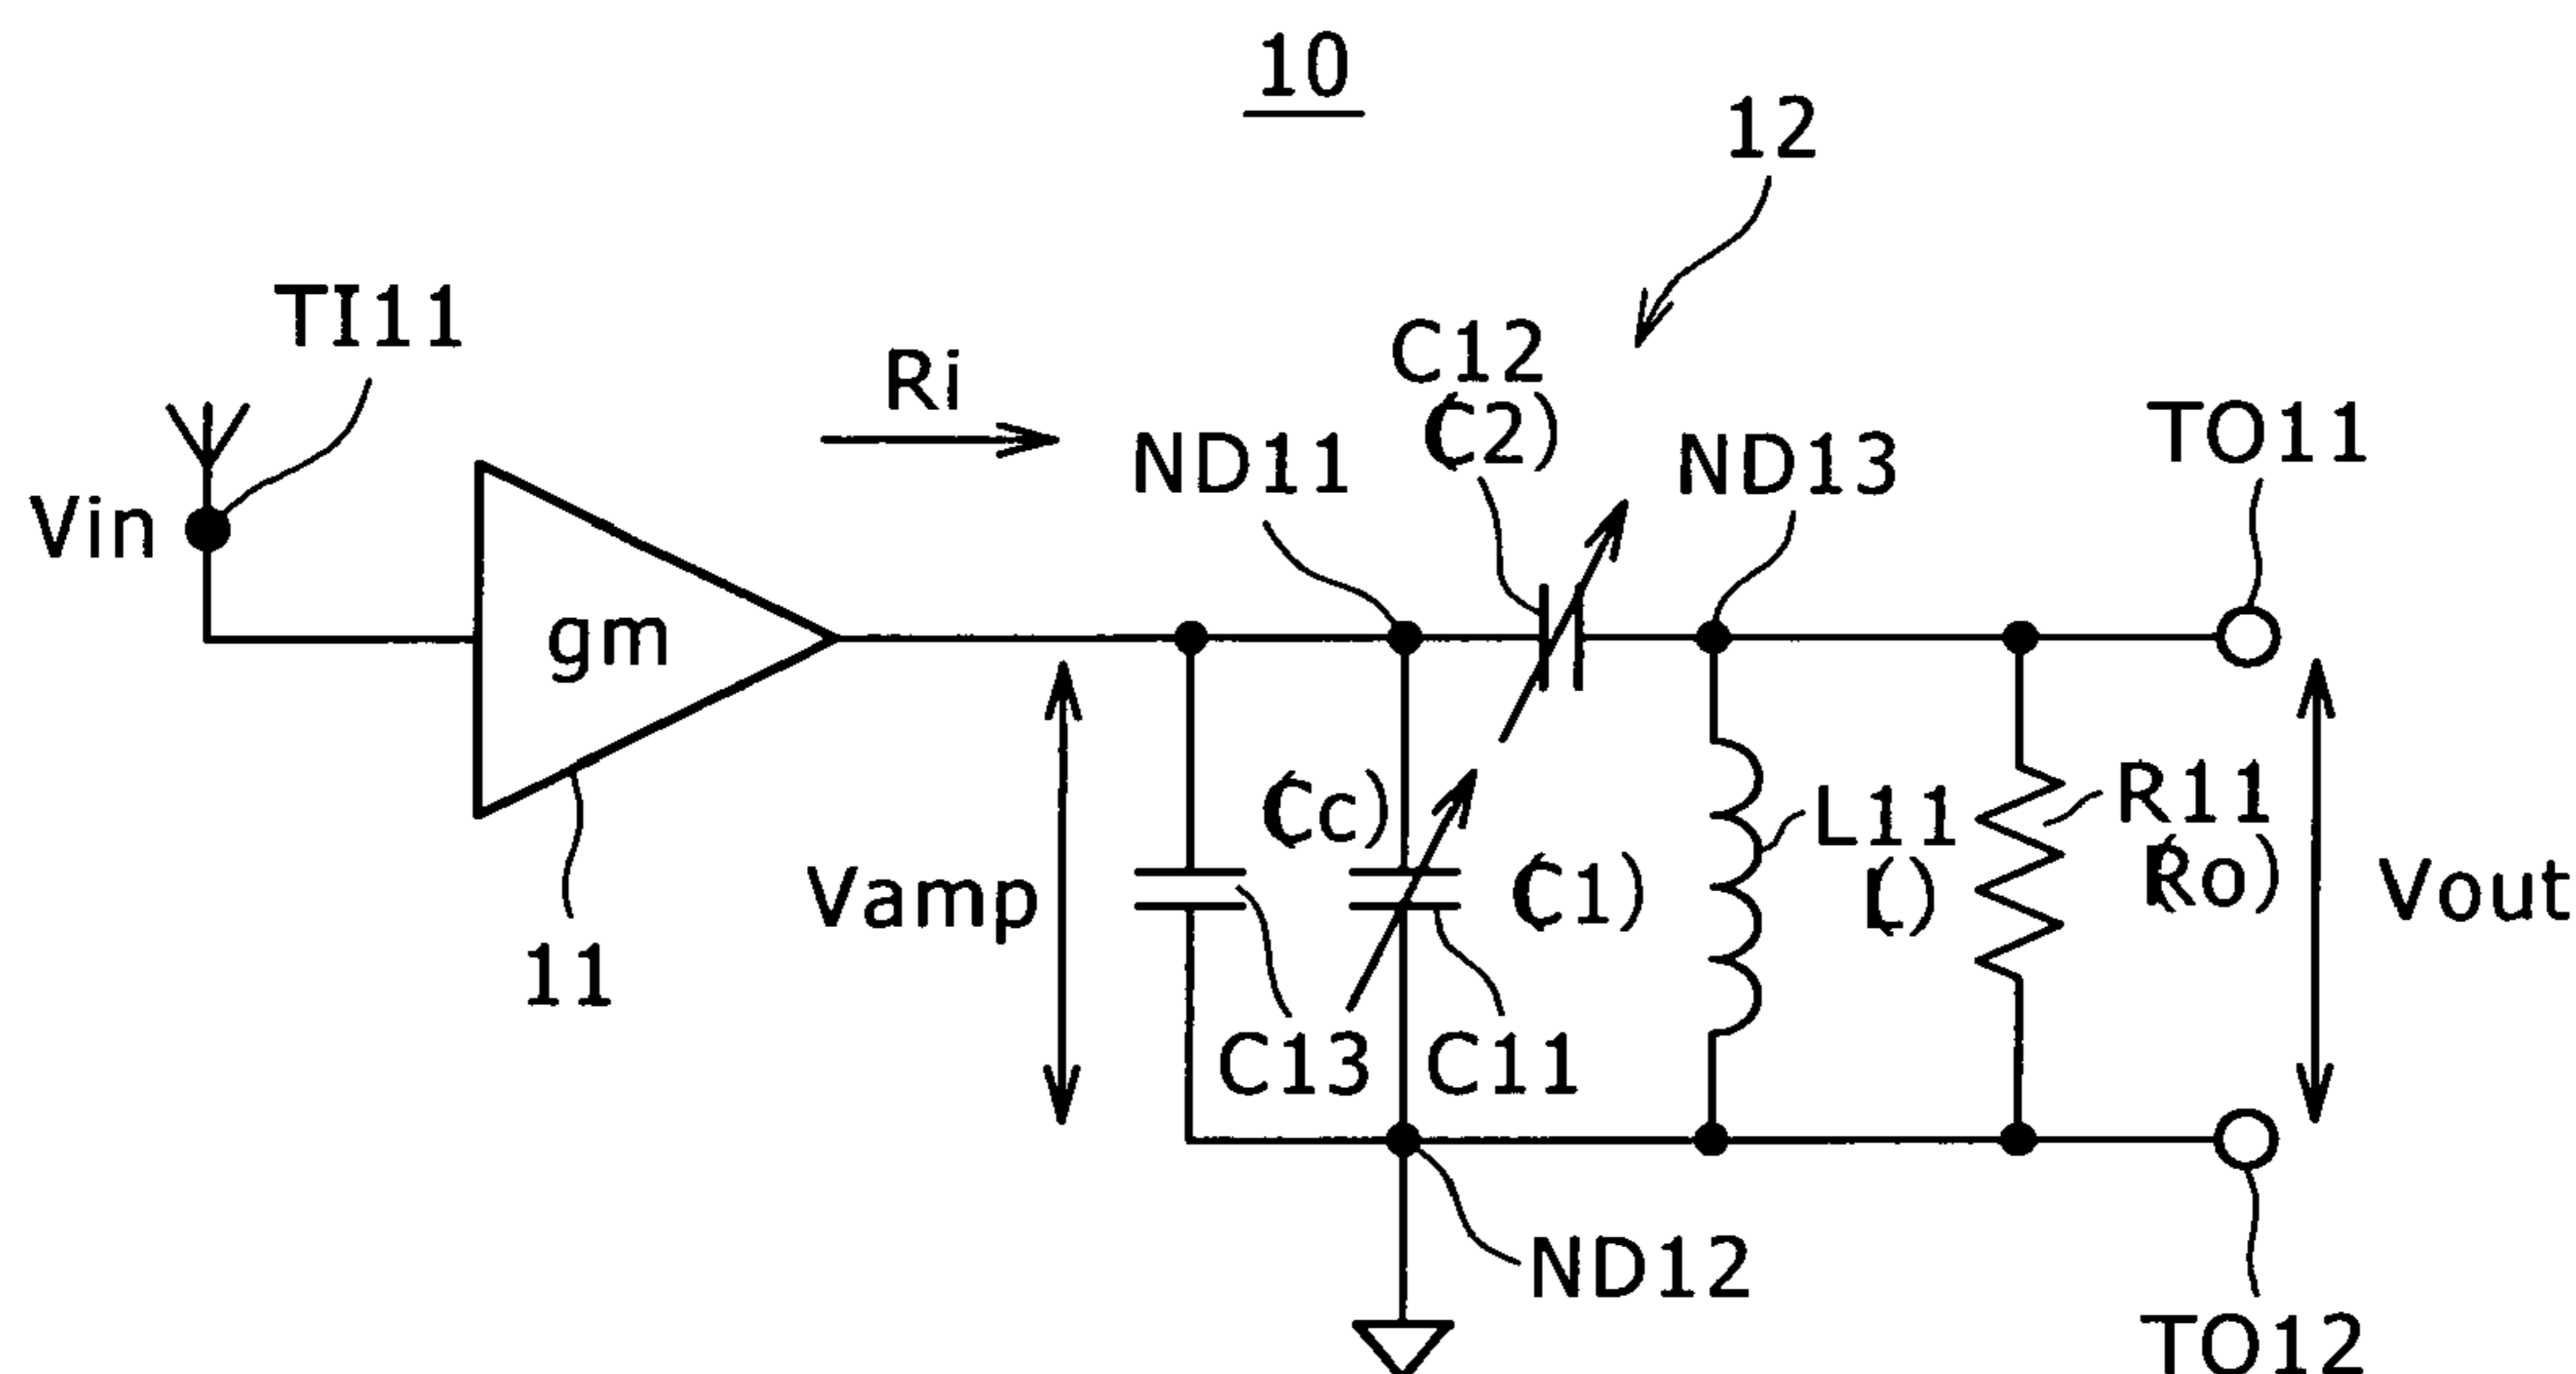 10
12
TI11
Ri
C12
(C2)
ND11
ND13
TO11
Vin
gm
(Cc)
(C1)
L11
(L)
R11
(Ro)
Vamp
Vout
11
C13
C11
ND12
TO12